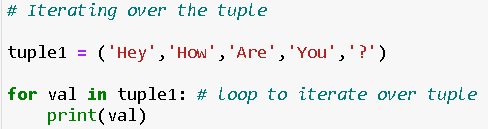 # Iterating over the tuple
tuple1 = ('Hey','How','Are','You','?')
for val in tuple1: # loop to iterate over tuple
    print(val)